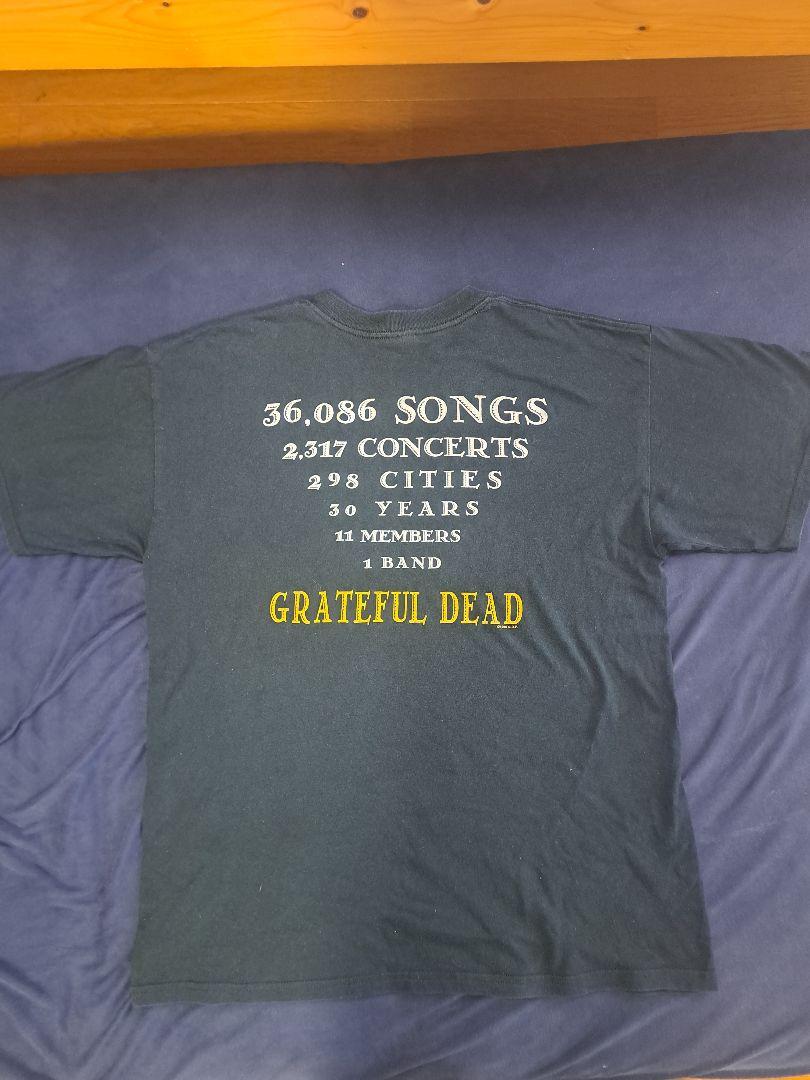 36,086 SONGS
2,317 CONCERTS
298 CITIES
30 YEARS
11 MEMBERS
1 BAND
GRATEFUL DEAD